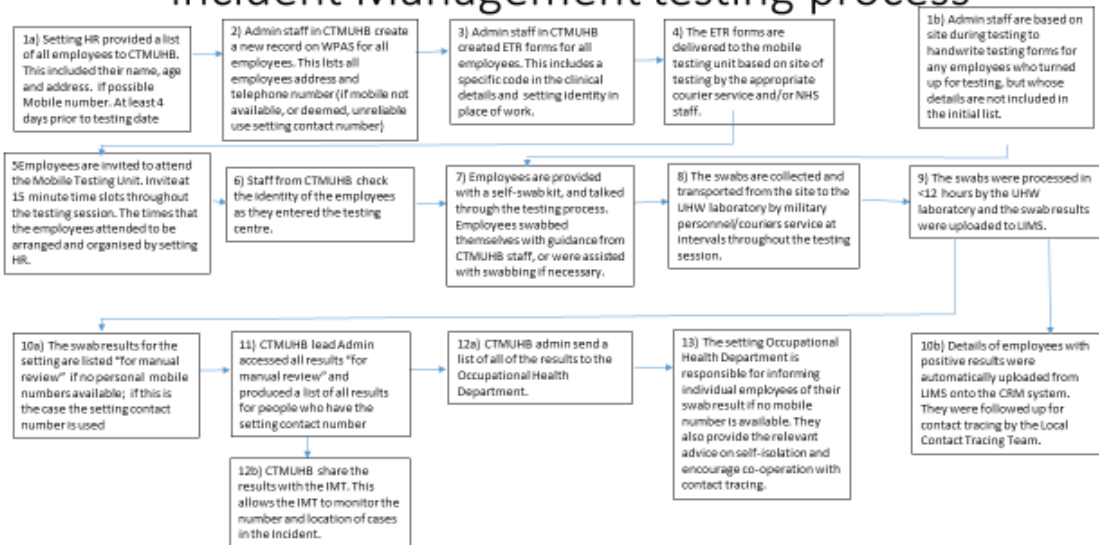 Incident Management testing process
1a) Setting HR provided a list
of all employees to CTMUHB.
This included their name, age
and address. If possible
Mobile number. At least 4
days prior to testing date
2) Admin staff in CTMUHB create
a new record on WPAS for all
employees. This lists all
employees address and
telephone number (if mobile not
available, or deemed, unreliable
use setting contact number)
3) Admin staff in CTMUHB
created ETR forms for all
employees. This includes a
specific code in the clinical
details and setting identity in
place of work.
4) The ETR forms are
delivered to the mobile
testing unit based on site of
testing by the appropriate
courier service and/or NHS
staff.
1b) Admin staff are based on
site during testing to
handwrite testing forms for
any employees who turned
up for testing, but whose
details are not included in
the initial list.
5Employees are invited to attend
the Mobile Testing Unit. Invite at
15 minute time slots throughout
the testing session. The times that
the employees attended to be
arranged and organised by setting
HR.
6) Staff from CTMUHB check
the identity of the employees
as they entered the testing
centre.
7) Employees are provided
with a self-swab kit, and talked
through the testing process.
Employees swabbed
themselves with guidance from
CTMUHB staff, or were assisted
with swabbing if necessary.
8) The swabs are collected and
transported from the site to the
UHW laboratory by military
personnel/couriers service at
intervals throughout the testing
session.
9) The swabs were processed in
<12 hours by the UHW
laboratory and the swab results
were uploaded to LIMS.
10a) The swab results for the
setting are listed "for manual
review" if no personal mobile
numbers available; if this is
the case the setting contact
number is used
11) CTMUHB lead Admin
accessed all results "for
manual review" and
produced a list of all results
for people who have the
setting contact number
12a) CTMUHB admin send a
list of all of the results to the
Occupational Health
Department.
13) The setting Occupational
Health Department is
responsible for informing
individual employees of their
swab result if no mobile
number is available. They
also provide the relevant
advice on self-isolation and
encourage co-operation with
contact tracing.
10b) Details of employees with
positive results were
automatically uploaded from
LIMS onto the CRM system.
They were followed up for
contact tracing by the Local
Contact Tracing Team.
12b) CTMUHB share the
results with the IMT. This
allows the IMT to monitor the
number and location of cases
in the Incident.